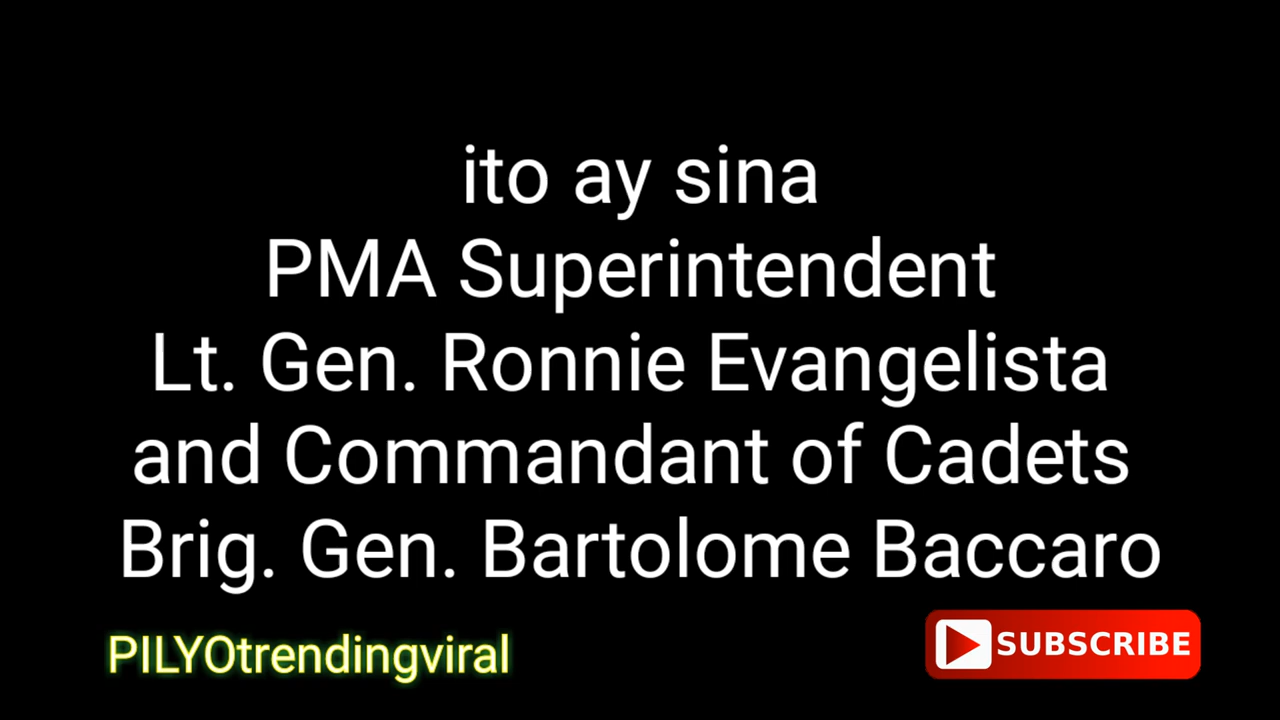 ito ay sina
PMA Superintendent
Lt. Gen. Ronnie Evangelista
and Commandant of Cadets
Brig. Gen. Bartolome Baccaro
PILYOtrendingviral
SUBSCRIBE